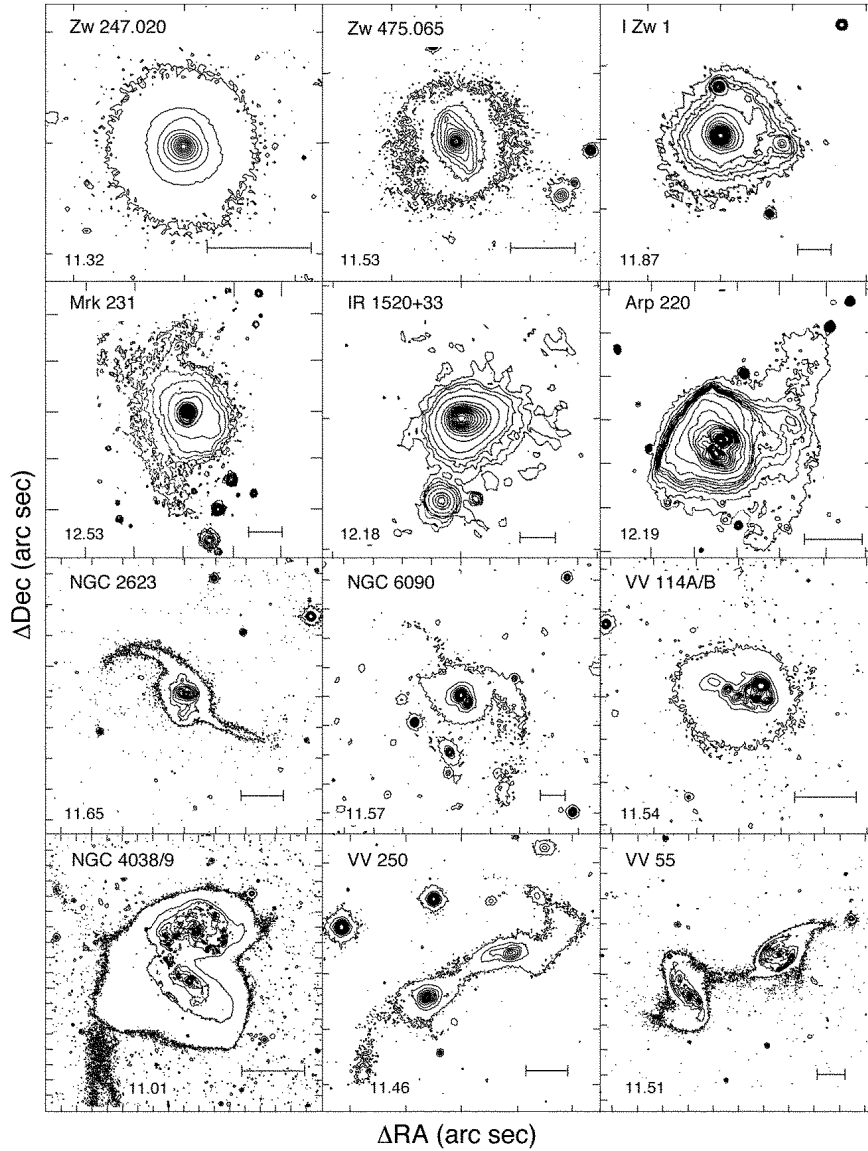 Zw 247.020
11.32
Zw 475.065
11.53
I Zw 1
11.87
Mrk 231
12.53
IR 1520+33
12.18
Arp 220
12.19
NGC 2623
11.65
NGC 6090
11.57
VV 114A/B
11.54
NGC 4038/9
11.01
VV 250
11.46
VV 55
11.51
ΔDec (arc sec)
ΔRA (arc sec)